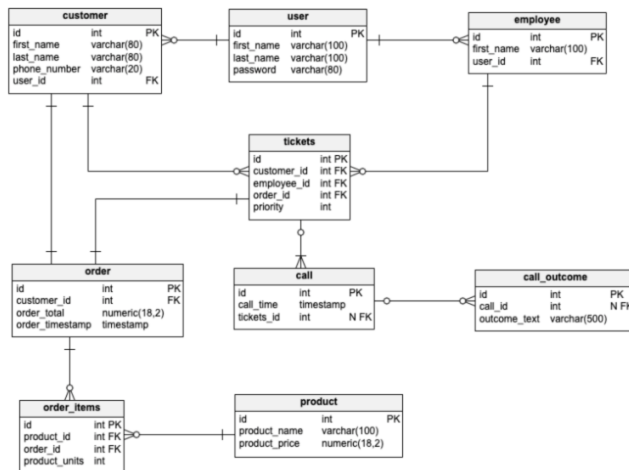 customer
id int PK
first_name varchar(80)
last_name varchar(80)
phone_number varchar(20)
user_id int FK
user
id int PK
first_name varchar(100)
last_name varchar(100)
password varchar(80)
employee
id int PK
first_name varchar(100)
user_id int FK
tickets
id int PK
customer_id int FK
employee_id int FK
order_id int FK
priority int
order
id int PK
customer_id int FK
order_total numeric(18,2)
order_timestamp timestamp
call
id int PK
call_time timestamp
tickets_id int N FK
call_outcome
id int PK
call_id int N FK
outcome_text varchar(500)
order_items
id int PK
product_id int FK
order_id int FK
product_units int
product
id int PK
product_name varchar(100)
product_price numeric(18,2)